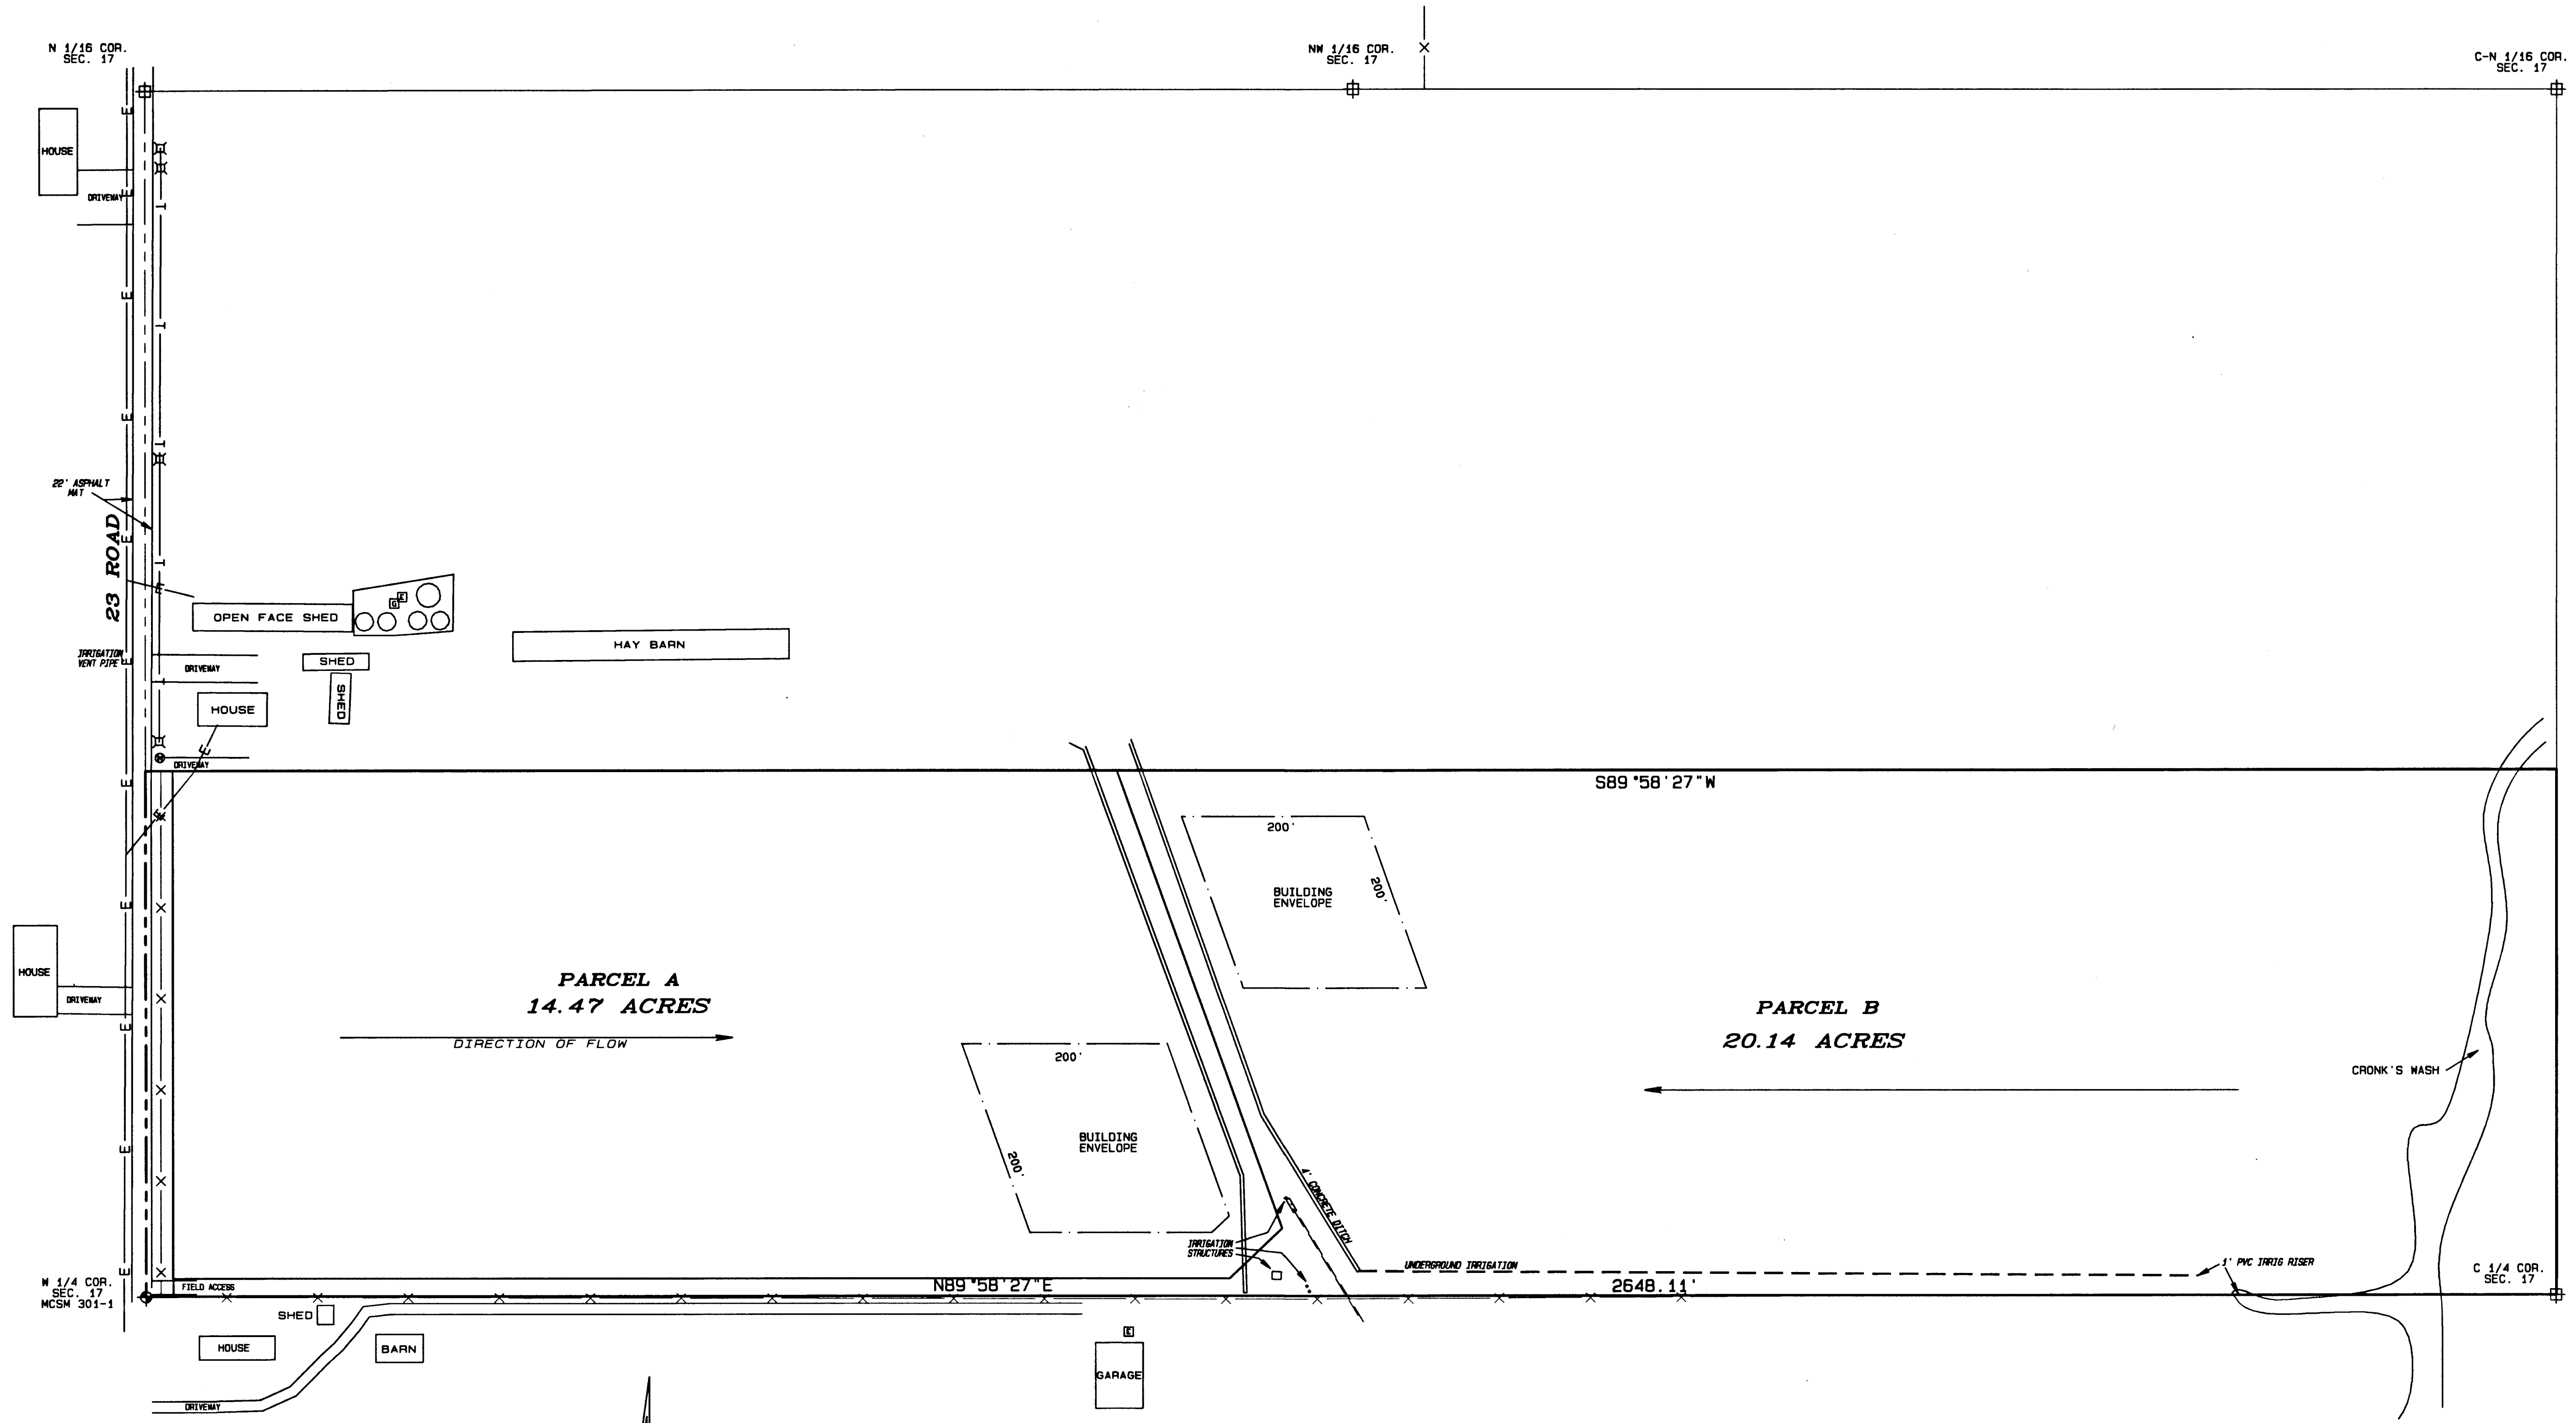 N 1/16 COR.
SEC. 17
NW 1/16 COR.
SEC. 17
C-N 1/16 COR.
SEC. 17
HOUSE
DRIVEWAY
22' ASPHALT
MAT
23 ROAD
OPEN FACE SHED
E
G
HAY BARN
IRRIGATION
VENT PIPE
DRIVEWAY
SHED
SHED
HOUSE
DRIVEWAY
S89°58'27"W
200'
200'
BUILDING
ENVELOPE
HOUSE
DRIVEWAY
PARCEL A
14.47 ACRES
DIRECTION OF FLOW
PARCEL B
20.14 ACRES
200'
200'
BUILDING
ENVELOPE
CRONK'S WASH
4' CONCRETE DITCH
IRRIGATION
STRUCTURES
UNDERGROUND IRRIGATION
1' PVC IRRIG RISER
W 1/4 COR.
SEC. 17
MCSM 301-1
FIELD ACCESS
N89°58'27"E
2648.11'
C 1/4 COR.
SEC. 17
SHED
HOUSE
BARN
E
GARAGE
DRIVEWAY